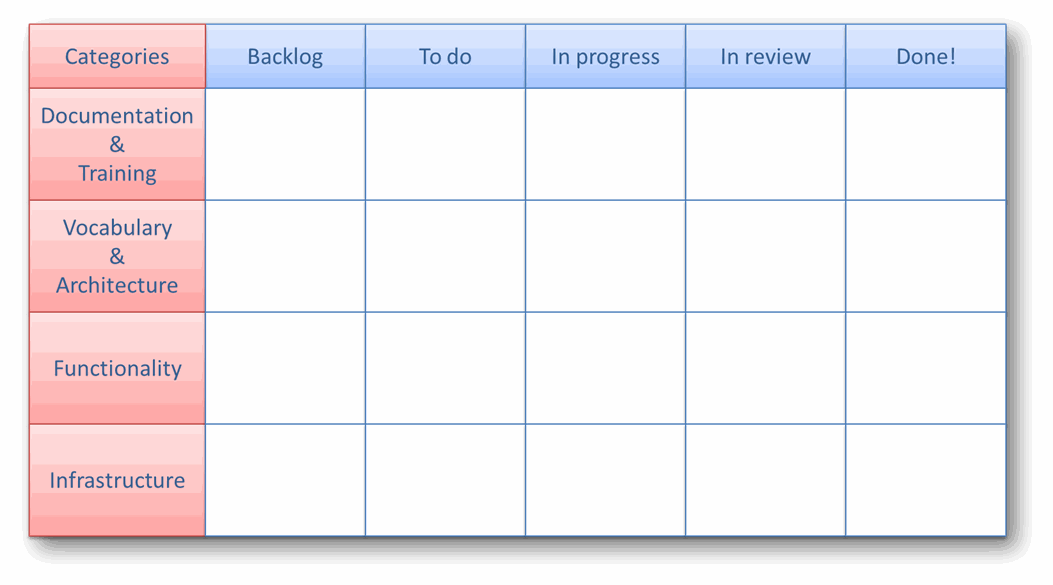 Categories
Backlog
To do
In progress
In review
Done!
Documentation
&
Training
Vocabulary
&
Architecture
Functionality
Infrastructure